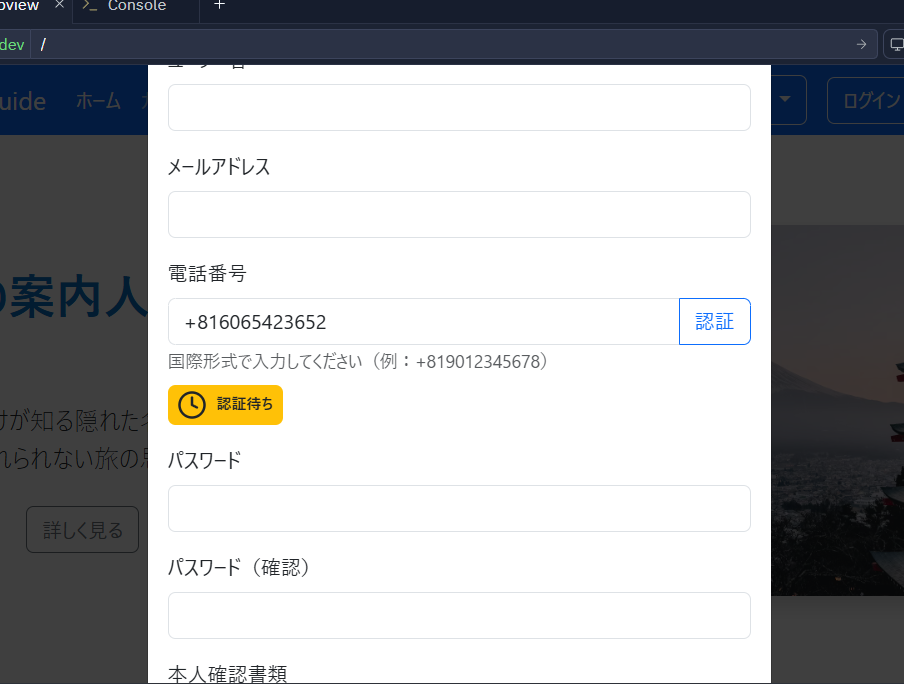 Console
+
dev
/
ホーム
ログイン
メールアドレス
電話番号
+816065423652
認証
国際形式で入力してください（例：+819012345678）
認証待ち
案内人
けが知る隠れた
れられない旅の
詳しく見る
パスワード
パスワード（確認）
本人確認書類